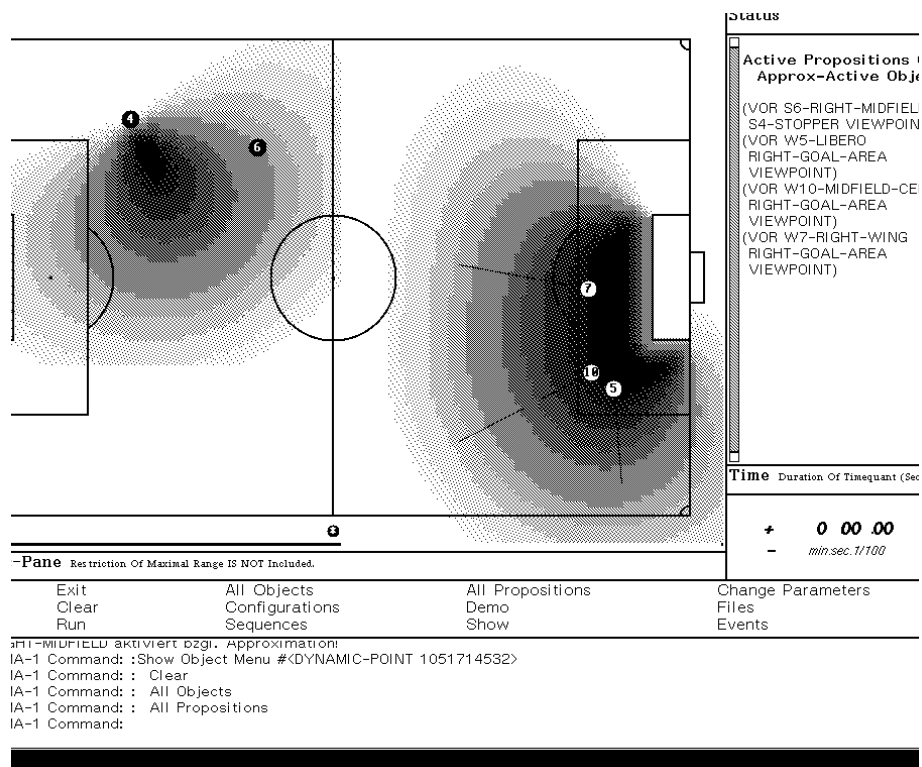 Status
Active Propositions
Approx-Active
(VOR S6-RIGHT-MIDFIEL
S4-STOPPER VIEWPOIN
(VOR W5-LIBERO
RIGHT-GOAL-AREA
VIEWPOINT)
(VOR W10-MIDFIELD-CE
RIGHT-GOAL-AREA
VIEWPOINT)
(VOR W7-RIGHT-WING
RIGHT-GOAL-AREA
VIEWPOINT)
4
6
7
10
5
Time Duration Of Timequant (Sec
+ 0 00 .00
- min.sec.1/100
-Pane Restriction Of Maximal Range IS NOT Included.
Exit All Objects All Propositions Change Parameters
Clear Configurations Demo Files
Run Sequences Show Events
GHT-MIDFIELD aktiviert bzgl. Approximation!
IA-1 Command: :Show Object Menu #<DYNAMIC-POINT 1051714532>
IA-1 Command: : Clear
IA-1 Command: : All Objects
IA-1 Command: : All Propositions
IA-1 Command: